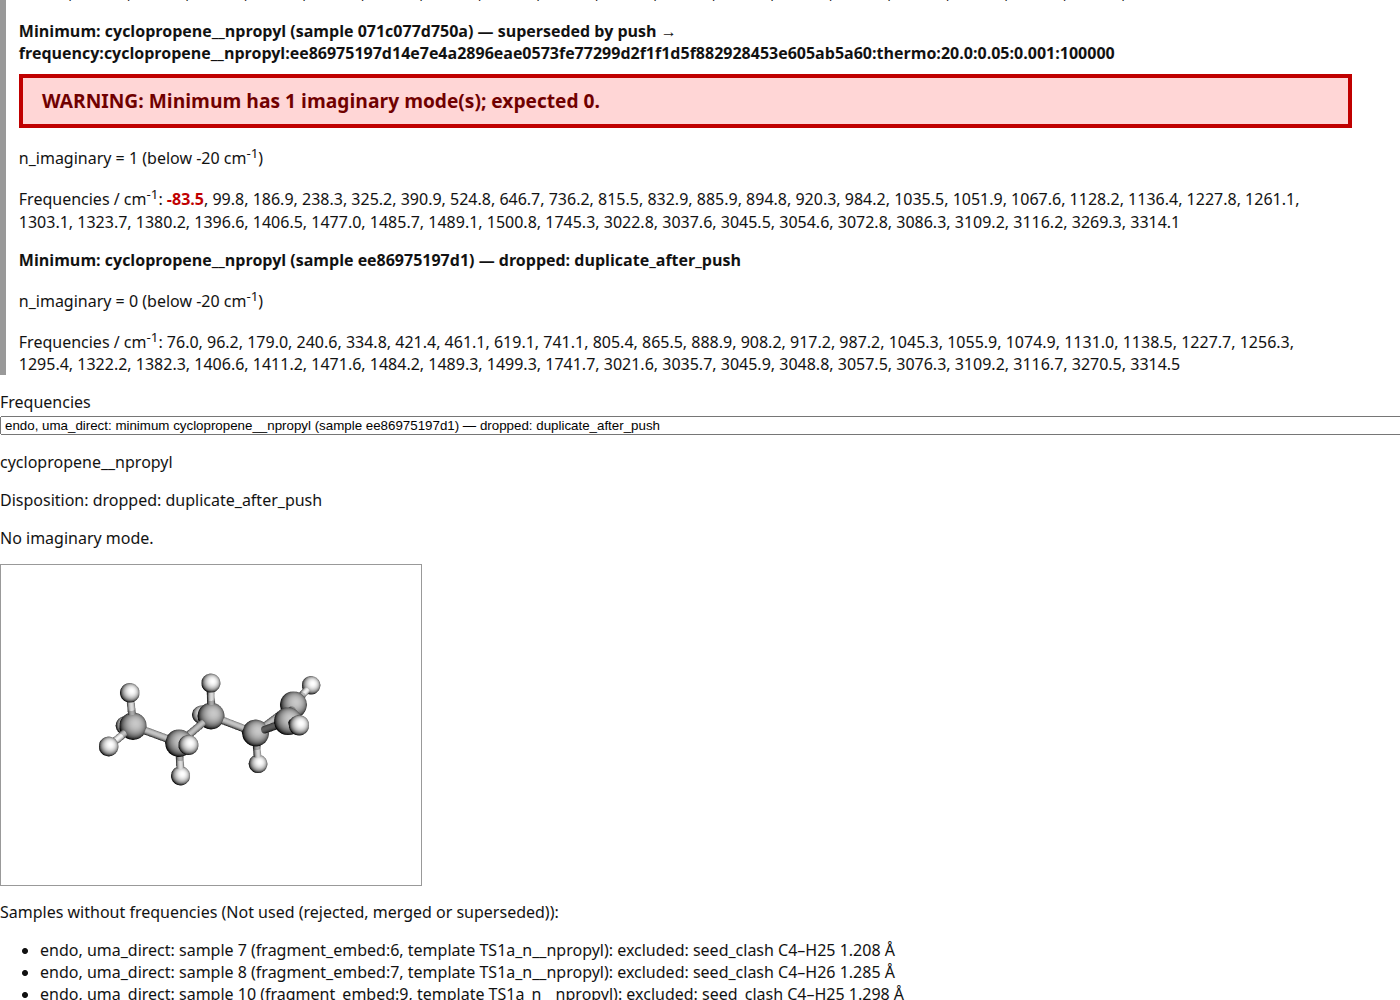 Minimum: cyclopropene__npropyl (sample 071c077d750a) — superseded by push →
frequency:cyclopropene__npropyl:ee86975197d14e7e4a2896eae0573fe77299d2f1f1d5f882928453e605ab5a60:thermo:20.0:0.05:0.001:100000
WARNING: Minimum has 1 imaginary mode(s); expected 0.
n_imaginary = 1 (below -20 cm-1)
Frequencies / cm-1: -83.5, 99.8, 186.9, 238.3, 325.2, 390.9, 524.8, 646.7, 736.2, 815.5, 832.9, 885.9, 894.8, 920.3, 984.2, 1035.5, 1051.9, 1067.6, 1128.2, 1136.4, 1227.8, 1261.1,
1303.1, 1323.7, 1380.2, 1396.6, 1406.5, 1477.0, 1485.7, 1489.1, 1500.8, 1745.3, 3022.8, 3037.6, 3045.5, 3054.6, 3072.8, 3086.3, 3109.2, 3116.2, 3269.3, 3314.1
Minimum: cyclopropene__npropyl (sample ee86975197d1) — dropped: duplicate_after_push
n_imaginary = 0 (below -20 cm-1)
Frequencies / cm-1: 76.0, 96.2, 179.0, 240.6, 334.8, 421.4, 461.1, 619.1, 741.1, 805.4, 865.5, 888.9, 908.2, 917.2, 987.2, 1045.3, 1055.9, 1074.9, 1131.0, 1138.5, 1227.7, 1256.3,
1295.4, 1322.2, 1382.3, 1406.6, 1411.2, 1471.6, 1484.2, 1489.3, 1499.3, 1741.7, 3021.6, 3035.7, 3045.9, 3048.8, 3057.5, 3076.3, 3109.2, 3116.7, 3270.5, 3314.5
Frequencies
endo, uma_direct: minimum cyclopropene__npropyl (sample ee86975197d1) — dropped: duplicate_after_push
cyclopropene__npropyl
Disposition: dropped: duplicate_after_push
No imaginary mode.
Samples without frequencies (Not used (rejected, merged or superseded)):
• endo, uma_direct: sample 7 (fragment_embed:6, template TS1a_n__npropyl): excluded: seed_clash C4–H25 1.208 Å
• endo, uma_direct: sample 8 (fragment_embed:7, template TS1a_n__npropyl): excluded: seed_clash C4–H26 1.285 Å
• endo, uma_direct: sample 10 (fragment_embed:9, template TS1a_n__npropyl): excluded: seed_clash C4–H25 1.298 Å